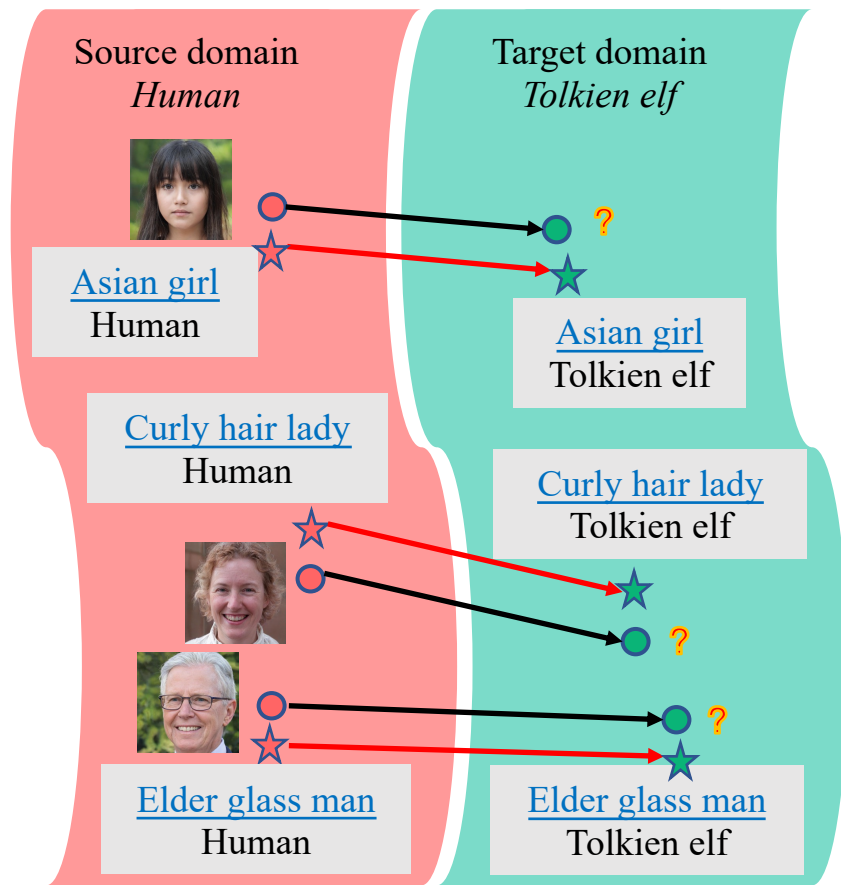 Source domain
Human
Target domain
Tolkien elf
?
Asian girl
Human
Asian girl
Tolkien elf
Curly hair lady
Human
Curly hair lady
Tolkien elf
?
?
Elder glass man
Human
Elder glass man
Tolkien elf